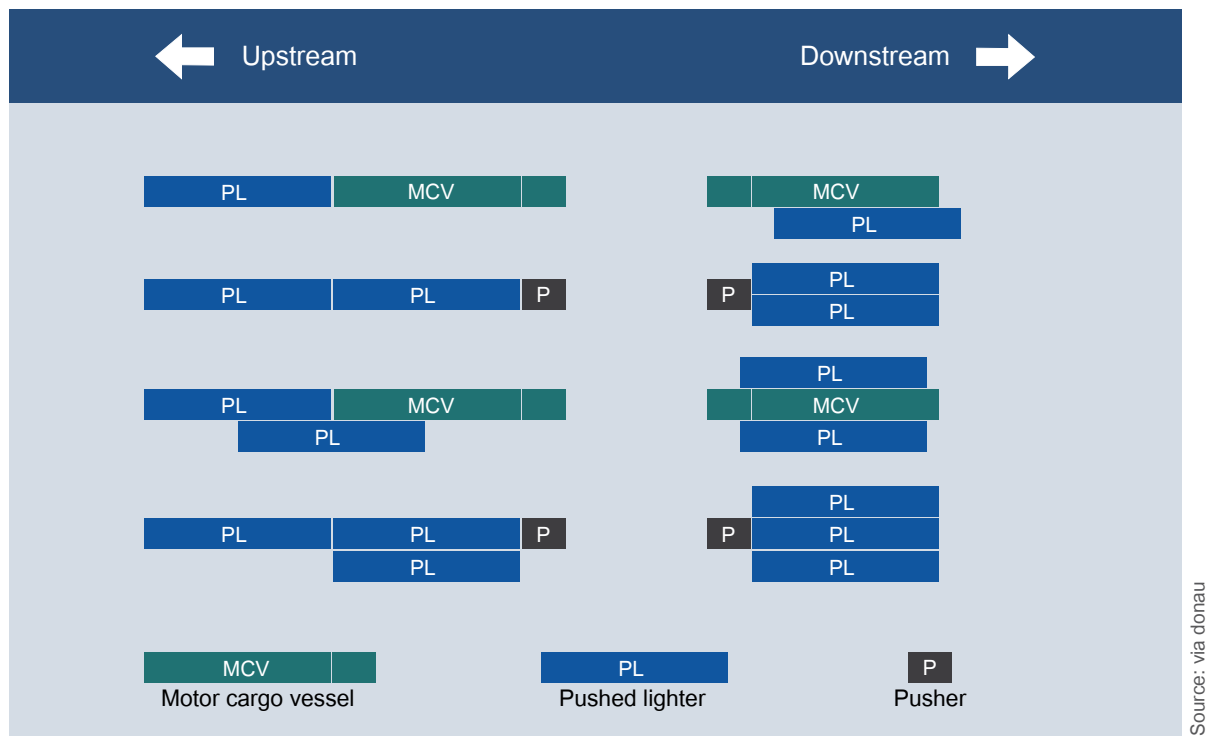 Upstream
Downstream
PL MCV
MCV
PL
PL PL P
P PL
PL
PL MCV
PL
PL
MCV
PL
PL PL P
PL
PL
P PL
PL
MCV
Motor cargo vessel
PL
Pushed lighter
P
Pusher
Source: via donau